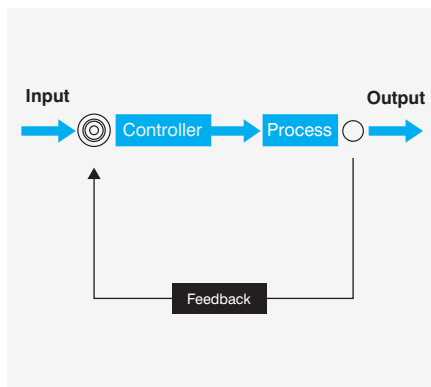 Input
Output
Controller
Process
Feedback